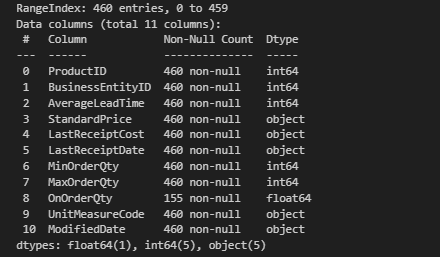 RangeIndex: 460 entries, 0 to 459
Data columns (total 11 columns):
 #   Column            Non-Null Count  Dtype
---  ------            --------------  -----
 0   ProductID         460 non-null    int64
 1   BusinessEntityID  460 non-null    int64
 2   AverageLeadTime   460 non-null    int64
 3   StandardPrice     460 non-null    object
 4   LastReceiptCost   460 non-null    object
 5   LastReceiptDate   460 non-null    object
 6   MinOrderQty       460 non-null    int64
 7   MaxOrderQty       460 non-null    int64
 8   OnOrderQty        155 non-null    float64
 9   UnitMeasureCode   460 non-null    object
 10  ModifiedDate      460 non-null    object
dtypes: float64(1), int64(5), object(5)